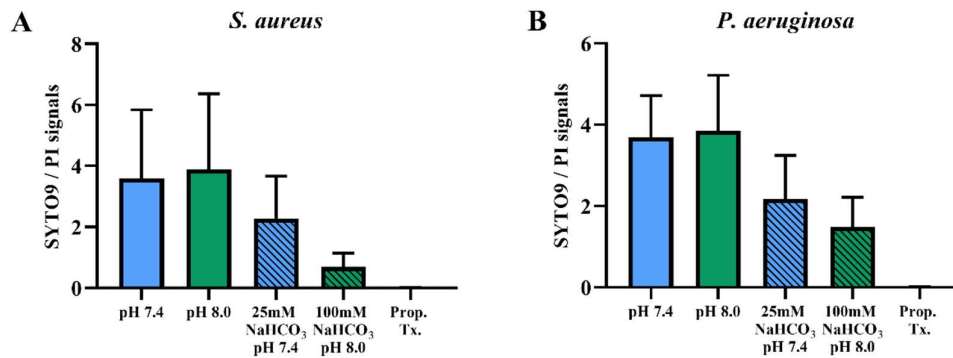 A
S. aureus
SYTO9 / PI signals
8
6
4
2
0
pH 7.4
pH 8.0
25mM
NaHCO₃
pH 7.4
100mM
NaHCO₃
pH 8.0
Prop.
Tx.
B
P. aeruginosa
SYTO9 / PI signals
6
4
2
0
pH 7.4
pH 8.0
25mM
NaHCO₃
pH 7.4
100mM
NaHCO₃
pH 8.0
Prop.
Tx.